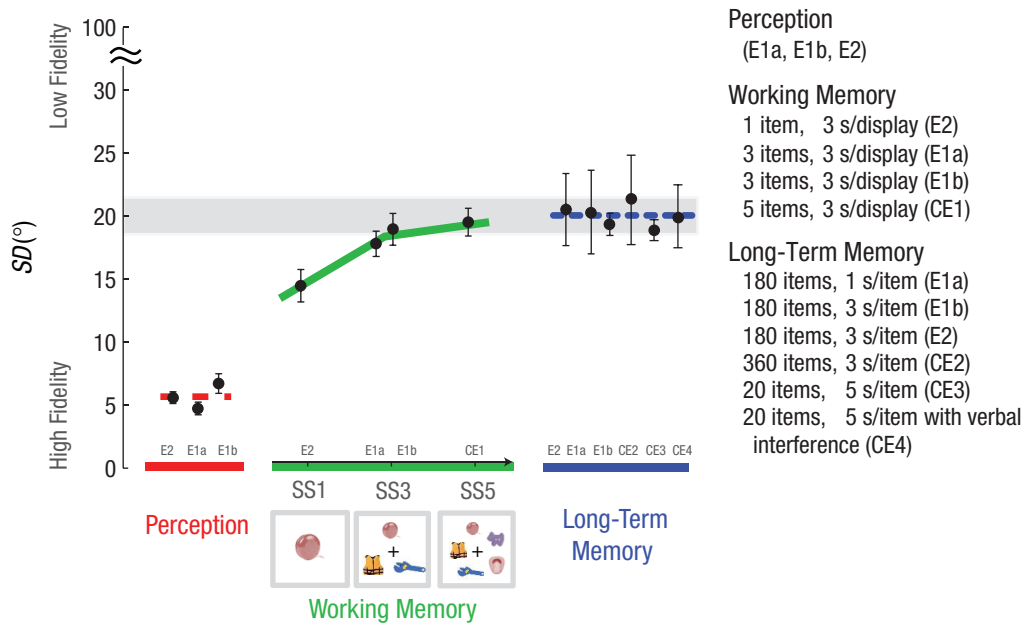 Low Fidelity
High Fidelity
SD(°)
100
30
25
20
15
10
5
0
E2 E1a E1b
E2 E1a E1b CE1
E2 E1a E1b CE2 CE3 CE4
SS1 SS3 SS5
Perception
+ +
Working Memory
Long-Term
Memory
Perception
(E1a, E1b, E2)
Working Memory
1 item, 3 s/display (E2)
3 items, 3 s/display (E1a)
3 items, 3 s/display (E1b)
5 items, 3 s/display (CE1)
Long-Term Memory
180 items, 1 s/item (E1a)
180 items, 3 s/item (E1b)
180 items, 3 s/item (E2)
360 items, 3 s/item (CE2)
20 items, 5 s/item (CE3)
20 items, 5 s/item with verbal
interference (CE4)